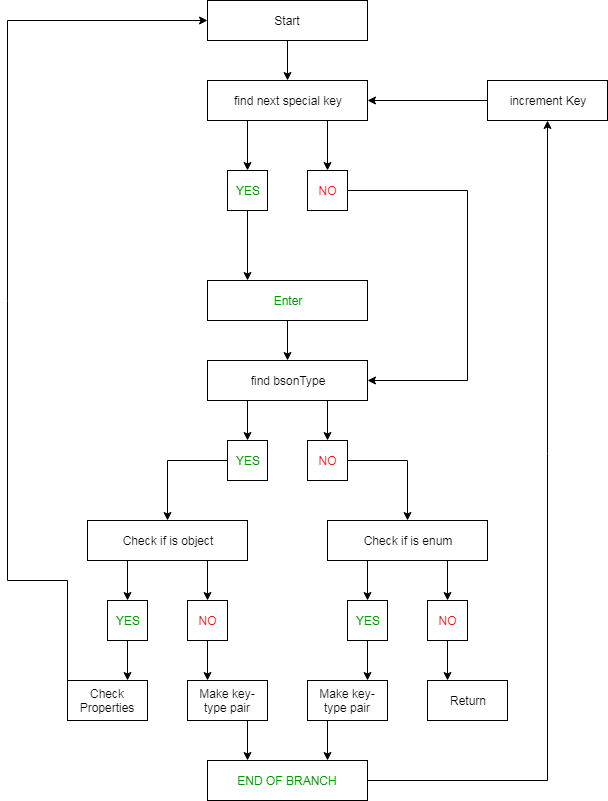 Start
find next special key
increment Key
YES
NO
Enter
find bsonType
YES
NO
Check if is object
Check if is enum
YES
NO
YES
NO
Check
Properties
Make key-
type pair
Make key-
type pair
Return
END OF BRANCH